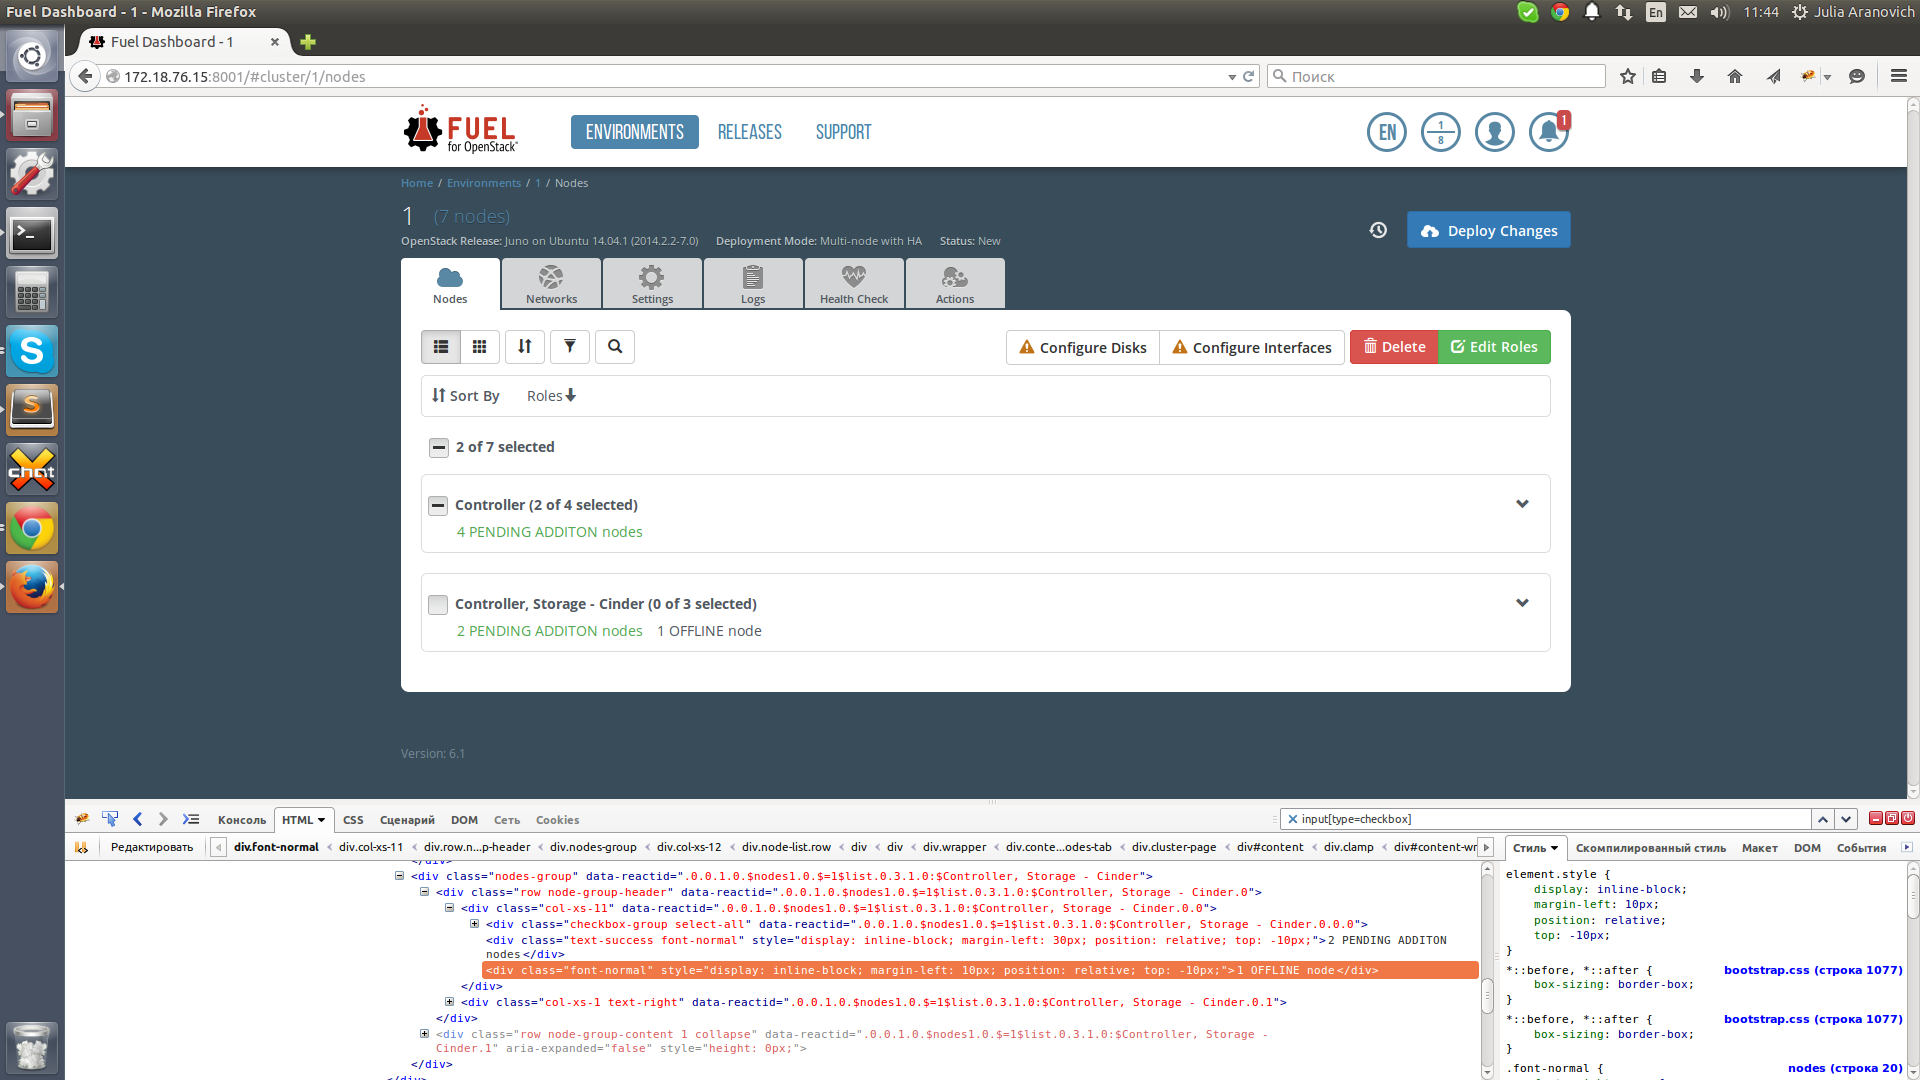 Fuel Dashboard - 1 - Mozilla Firefox
En
11:44
Julia Aranovich
Fuel Dashboard - 1
172.18.76.15:8001/#cluster/1/nodes
Поиск
FUEL
for OpenStack
ENVIRONMENTS
RELEASES
SUPPORT
EN
1
8
1
Home / Environments / 1 / Nodes
1 (7 nodes)
OpenStack Release: Juno on Ubuntu 14.04.1 (2014.2.2-7.0) Deployment Mode: Multi-node with HA Status: New
Deploy Changes
Nodes
Networks
Settings
Logs
Health Check
Actions
Configure Disks
Configure Interfaces
Delete
Edit Roles
Sort By Roles
2 of 7 selected
Controller (2 of 4 selected)
4 PENDING ADDITON nodes
Controller, Storage - Cinder (0 of 3 selected)
2 PENDING ADDITON nodes 1 OFFLINE node
Version: 6.1
S
S
chat
Консоль HTML CSS Сценарий DOM Сеть Cookies
input[type=checkbox]
Редактировать div.font-normal div.col-xs-11 div.row.n...p-header div.nodes-group div.col-xs-12 div.node-list.row div div div.wrapper div.conte...odes-tab div.cluster-page div#content div.clamp div#content-wr
Стиль Скомпилированный стиль Макет DOM События
</div>
<div class="nodes-group" data-reactid=".0.0.1.0.$nodes1.0.$=1$list.0.3.1.0:$Controller, Storage - Cinder">
<div class="row node-group-header" data-reactid=".0.0.1.0.$nodes1.0.$=1$list.0.3.1.0:$Controller, Storage - Cinder.0">
<div class="col-xs-11" data-reactid=".0.0.1.0.$nodes1.0.$=1$list.0.3.1.0:$Controller, Storage - Cinder.0.0">
<div class="checkbox-group select-all" data-reactid=".0.0.1.0.$nodes1.0.$=1$list.0.3.1.0:$Controller, Storage - Cinder.0.0.0">
<div class="text-success font-normal" style="display: inline-block; margin-left: 30px; position: relative; top: -10px;">2 PENDING ADDITON
nodes</div>
<div class="font-normal" style="display: inline-block; margin-left: 10px; position: relative; top: -10px;">1 OFFLINE node</div>
</div>
<div class="col-xs-1 text-right" data-reactid=".0.0.1.0.$nodes1.0.$=1$list.0.3.1.0:$Controller, Storage - Cinder.0.1">
</div>
<div class="row node-group-content 1 collapse" data-reactid=".0.0.1.0.$nodes1.0.$=1$list.0.3.1.0:$Controller, Storage -
Cinder.1" aria-expanded="false" style="height: 0px;">
</div>
</div>
element.style {
display: inline-block;
margin-left: 10px;
position: relative;
top: -10px;
}
*::before, *::after { bootstrap.css (строка 1077)
box-sizing: border-box;
}
*::before, *::after { bootstrap.css (строка 1077)
box-sizing: border-box;
}
.font-normal { nodes (строка 20)